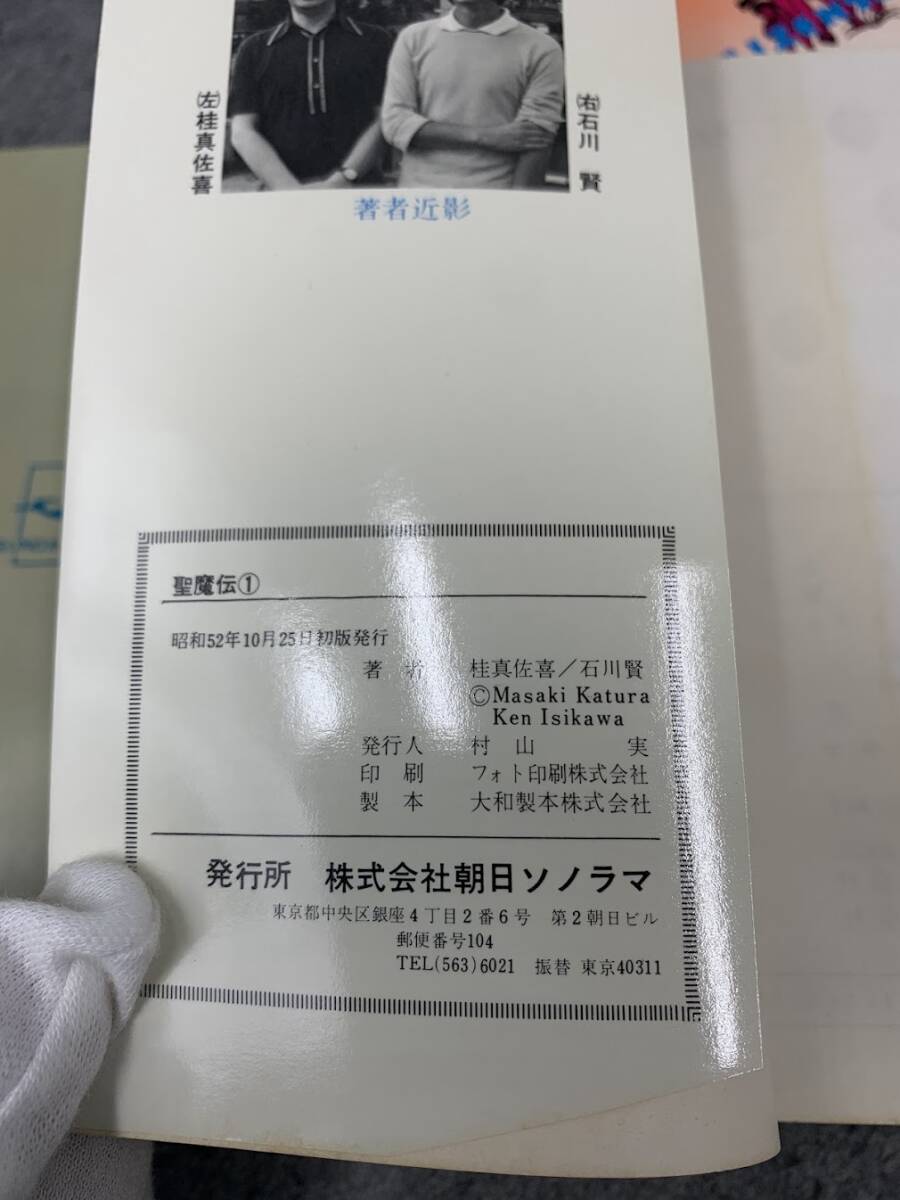 ㊨石川 賢
㊧桂真佐喜
著者近影
聖魔伝①
昭和52年10月25日初版発行
著者 桂真佐喜/石川賢
©Masaki Katura
Ken Isikawa
発行人 村山 実
印刷 フォト印刷株式会社
製本 大和製本株式会社
発行所 株式会社朝日ソノラマ
東京都中央区銀座4丁目2番6号 第2朝日ビル
郵便番号104
TEL(563)6021 振替 東京40311